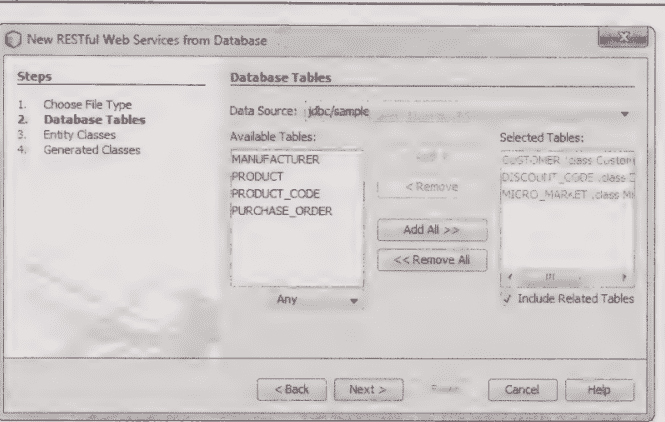 New RESTful Web Services from Database
Steps
1. Choose File Type
2. Database Tables
3. Entity Classes
4. Generated Classes
Database Tables
Data Source: jdbc/sample
Available Tables:
MANUFACTURER
PRODUCT
PRODUCT_CODE
PURCHASE_ORDER
Any
< Remove
Add All >>
<< Remove All
Selected Tables:
CUSTOMER
DISCOUNT_CODE
MICRO_MARKET
Include Related Tables
< Back Next > Cancel Help